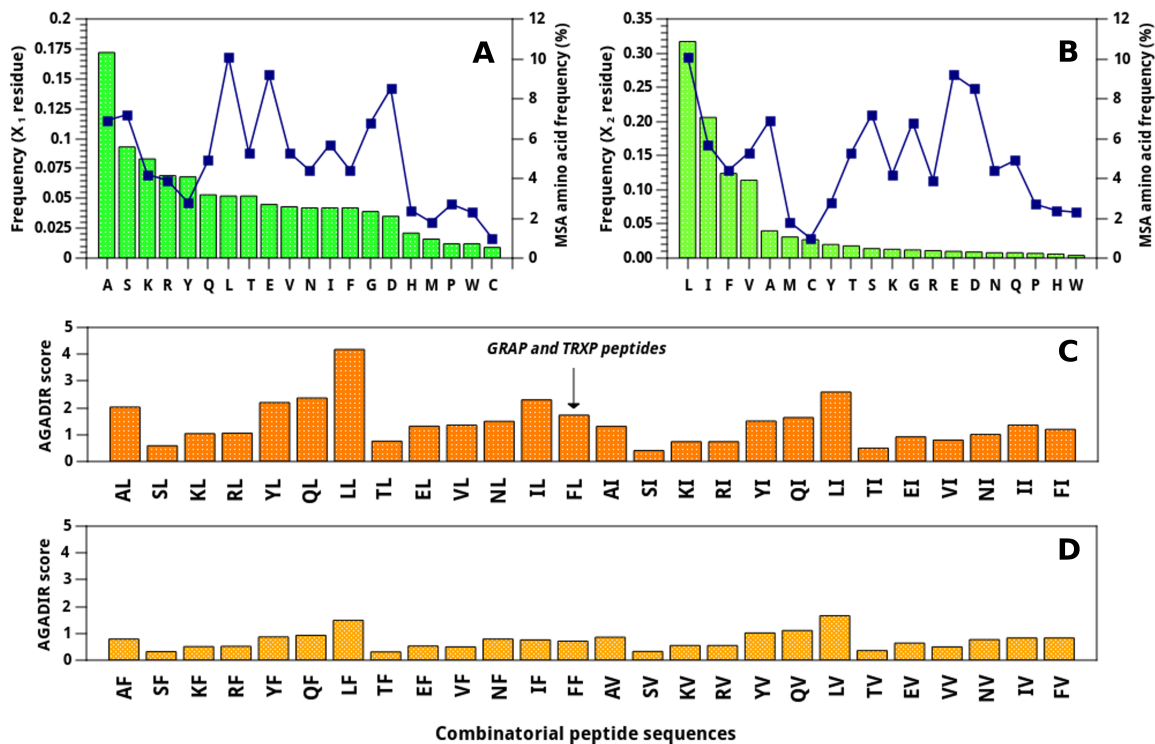 0.2
0.175
0.15
0.125
0.1
0.075
0.05
0.025
0
Frequency (X 1 residue)
12
10
8
6
4
2
0
MSA amino acid frequency (%)
A
A S K R Y Q L T E V N I F G D H M P W C
0.35
0.30
0.25
0.20
0.15
0.10
0.05
0.00
Frequency (X 2 residue)
12
10
8
6
4
2
0
MSA amino acid frequency (%)
B
L I F V A M C Y T S K G R E D N Q P H W
5
4
3
2
1
0
AGADIR score
GRAP and TRXP peptides
C
AL SL KL RL YL QL LL TL EL VL NL IL FL AI SI KI RI YI QI LI TI EI VI NI II FI
5
4
3
2
1
0
AGADIR score
D
AF SF KF RF YF QF LF TF EF VF NF IF FF AV SV KV RV YV QV LV TV EV VV NV IV FV
Combinatorial peptide sequences